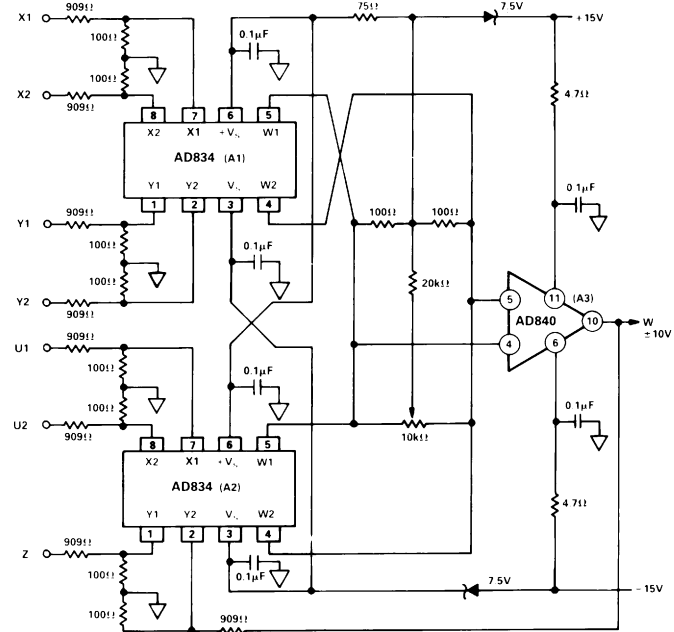 X1 909Ω
75Ω 7.5V +15V
100Ω
0.1µF
100Ω
X2
909Ω
4.7Ω
8 7 6 5
X2 X1 +Vs W1
AD834 (A1)
Y1 Y2 Vs W2
1 2 3 4
0.1µF
Y1 909Ω
100Ω
100Ω 100Ω
0.1µF
100Ω
Y2
909Ω
20kΩ
5 11 (A3)
AD840 10 W
±10V
4 6
U1 909Ω
100Ω
0.1µF
100Ω
U2
909Ω
0.1µF
10kΩ
8 7 6 5
X2 X1 +Vs W1
AD834 (A2)
Y1 Y2 Vs W2
1 2 3 4
4.7Ω
Z 909Ω
100Ω
0.1µF
7 5V -15V
100Ω
909Ω